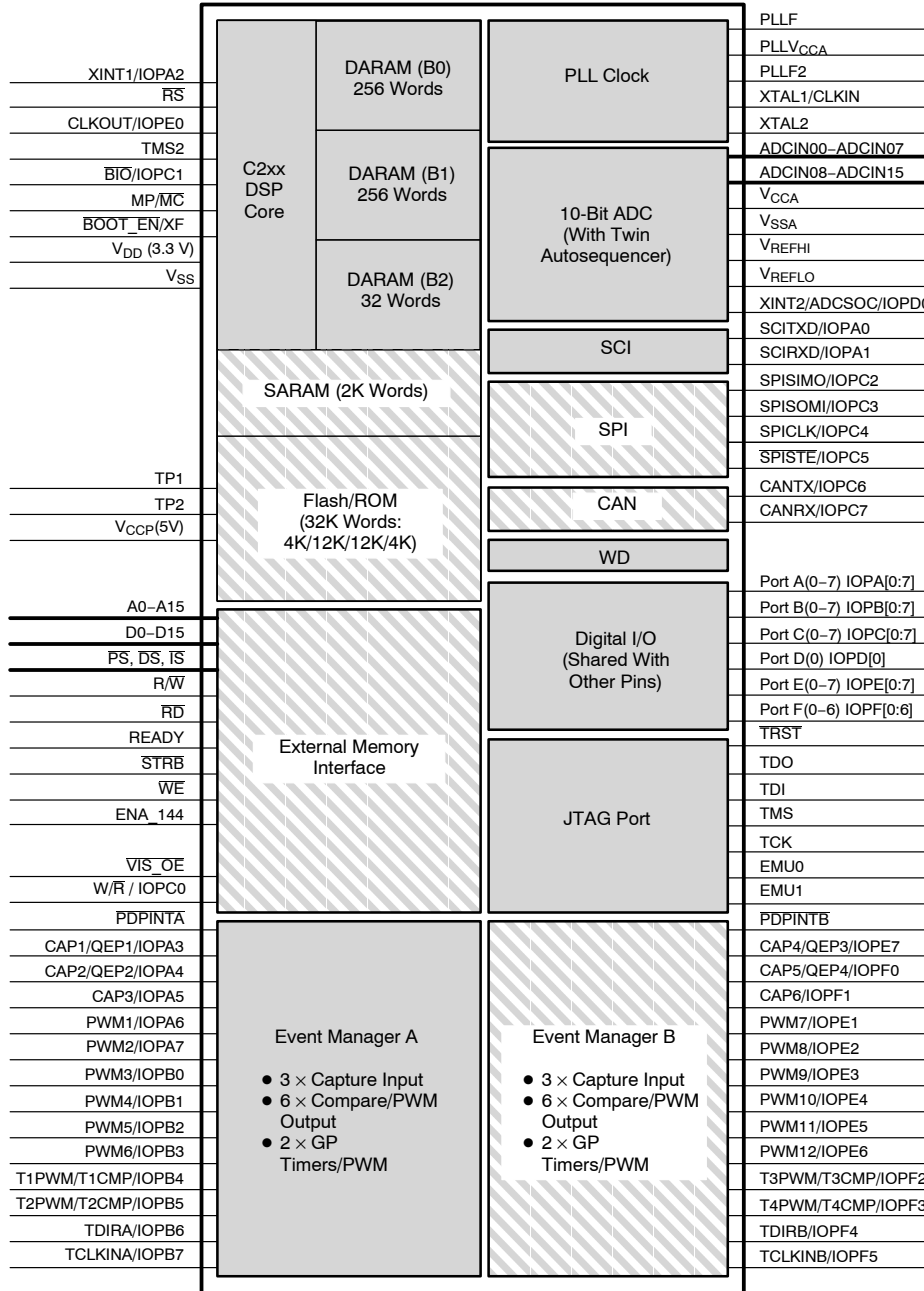 XINT1/IOPA2
RS
CLKOUT/IOPE0
TMS2
BIO/IOPC1
MP/MC
BOOT_EN/XF
VDD (3.3 V)
VSS
TP1
TP2
VCCP(5V)
A0–A15
D0–D15
PS, DS, IS
R/W
RD
READY
STRB
WE
ENA_144
VIS_OE
W/R / IOPC0
PDPINTA
CAP1/QEP1/IOPA3
CAP2/QEP2/IOPA4
CAP3/IOPA5
PWM1/IOPA6
PWM2/IOPA7
PWM3/IOPB0
PWM4/IOPB1
PWM5/IOPB2
PWM6/IOPB3
T1PWM/T1CMP/IOPB4
T2PWM/T2CMP/IOPB5
TDIRA/IOPB6
TCLKINA/IOPB7
C2xx
DSP
Core
DARAM (B0)
256 Words
DARAM (B1)
256 Words
DARAM (B2)
32 Words
SARAM (2K Words)
Flash/ROM
(32K Words:
4K/12K/12K/4K)
External Memory
Interface
Event Manager A
● 3 × Capture Input
● 6 × Compare/PWM
Output
● 2 × GP
Timers/PWM
PLL Clock
10-Bit ADC
(With Twin
Autosequencer)
SCI
SPI
CAN
WD
Digital I/O
(Shared With
Other Pins)
JTAG Port
Event Manager B
● 3 × Capture Input
● 6 × Compare/PWM
Output
● 2 × GP
Timers/PWM
PLLF
PLLVCCA
PLLF2
XTAL1/CLKIN
XTAL2
ADCIN00–ADCIN07
ADCIN08–ADCIN15
VCCA
VSSA
VREFHI
VREFLO
XINT2/ADCSOC/IOPD0
SCITXD/IOPA0
SCIRXD/IOPA1
SPISIMO/IOPC2
SPISOMI/IOPC3
SPICLK/IOPC4
SPISTE/IOPC5
CANTX/IOPC6
CANRX/IOPC7
Port A(0–7) IOPA[0:7]
Port B(0–7) IOPB[0:7]
Port C(0–7) IOPC[0:7]
Port D(0) IOPD[0]
Port E(0–7) IOPE[0:7]
Port F(0–6) IOPF[0:6]
TRST
TDO
TDI
TMS
TCK
EMU0
EMU1
PDPINTB
CAP4/QEP3/IOPE7
CAP5/QEP4/IOPF0
CAP6/IOPF1
PWM7/IOPE1
PWM8/IOPE2
PWM9/IOPE3
PWM10/IOPE4
PWM11/IOPE5
PWM12/IOPE6
T3PWM/T3CMP/IOPF2
T4PWM/T4CMP/IOPF3
TDIRB/IOPF4
TCLKINB/IOPF5